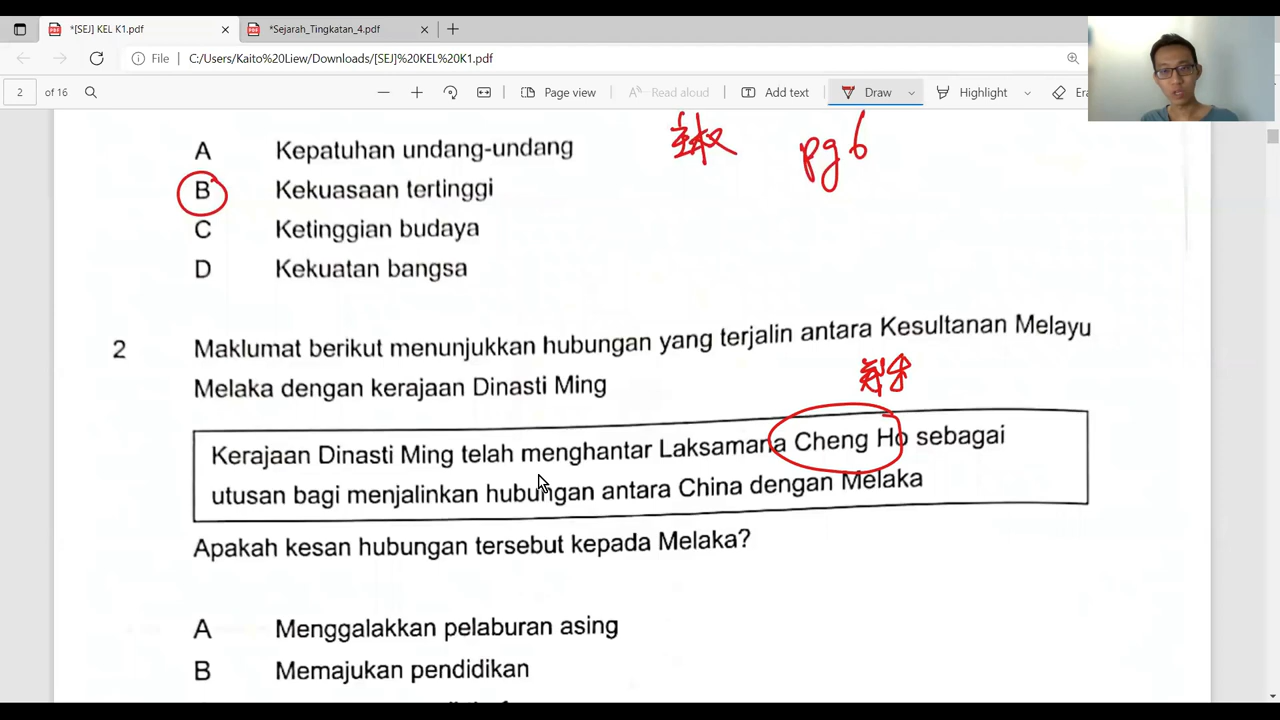 *[SEJ] KEL K1.pdf
*Sejarah_Tingkatan_4.pdf
File
C:/Users/Kaito%20Liew/Downloads/[SEJ]%20KEL%20K1.pdf
2 of 16
Page view
Read aloud
Add text
Draw
Highlight
Era
A Kepatuhan undang-undang
主权 pg 6
B Kekuasaan tertinggi
C Ketinggian budaya
D Kekuatan bangsa
2 Maklumat berikut menunjukkan hubungan yang terjalin antara Kesultanan Melayu
Melaka dengan kerajaan Dinasti Ming
Kerajaan Dinasti Ming telah menghantar Laksamana Cheng Ho sebagai
utusan bagi menjalinkan hubungan antara China dengan Melaka
Apakah kesan hubungan tersebut kepada Melaka?
A Menggalakkan pelaburan asing
B Memajukan pendidikan